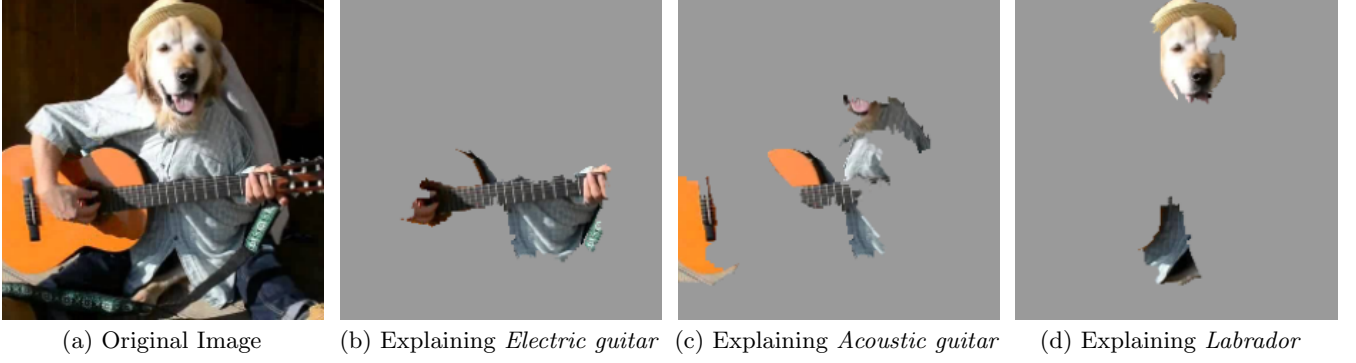 (a) Original Image
(b) Explaining Electric guitar
(c) Explaining Acoustic guitar
(d) Explaining Labrador